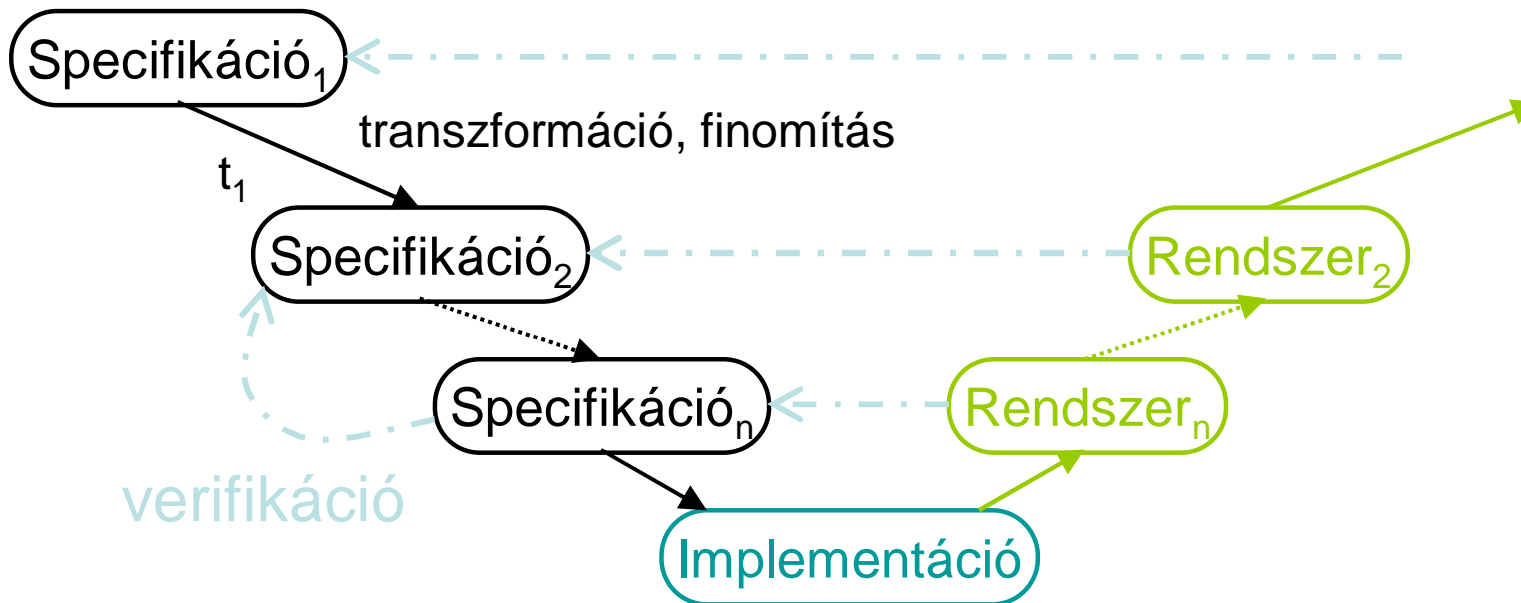 Specifikáció₁
transzformáció, finomítás
t₁
Specifikáció₂
Rendszer₂
Specifikációₙ
Rendszerₙ
verifikáció
Implementáció